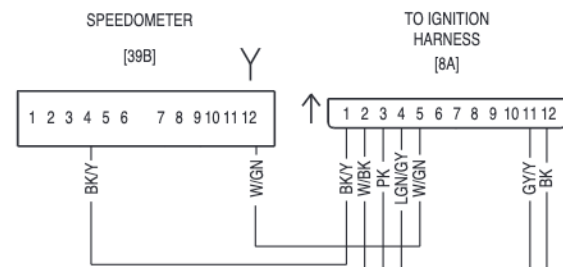 SPEEDOMETER
[39B]
TO IGNITION
HARNESS
[8A]
1 2 3 4 5 6 7 8 9 10 11 12
1 2 3 4 5 6 7 8 9 10 11 12
BK/Y
W/GN
BK/Y
W/BK
PK
LGN/GY
W/GN
GY/Y
BK